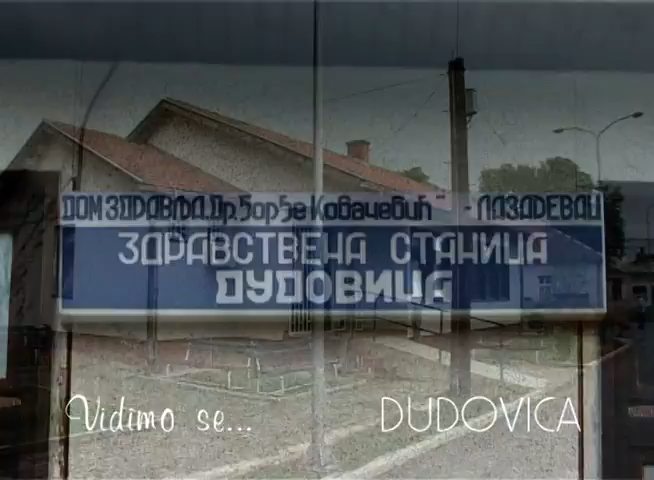 ДОМ ЗДРАВЉА „Др. Ђорђе Ковачевић" - ЛАЗАРЕВАЦ
ЗДРАВСТВЕНА СТАНИЦА
ДУДОВИЦА
Vidimo se... DUDOVICA